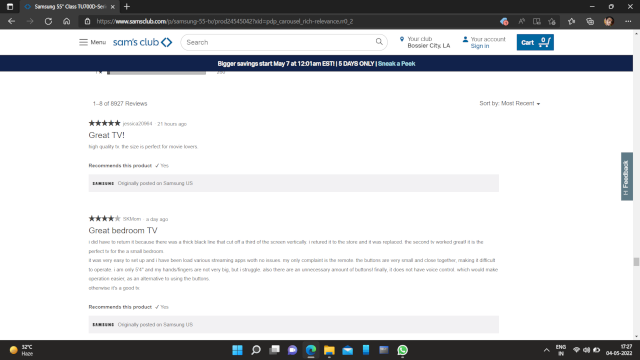 Samsung 55" Class TU700D-Seri
https://www.samsclub.com/p/samsung-55-tv/prod24545042?xid=pdp_carousel_rich-relevance.rr0_2
Menu
sam's club
Search
Your club
Bossier City, LA
Your account
Sign in
Cart
0
Bigger savings start May 7 at 12:01am EST! | 5 DAYS ONLY | Sneak a Peek
1
1–8 of 8927 Reviews
Sort by: Most Recent
jessica20984 21 hours ago
Great TV!
high quality tv. the size is perfect for movie lovers
Recommends this product ✓ Yes
SAMSUNG Originally posted on Samsung US
SKMom a day ago
Great bedroom TV
i did have to return it because there was a thick black line that cut off a third of the screen vertically. i retured it to the store and it was replaced. the second tv worked great! it is the
perfect tv for the a small bedroom.
it was very easy to set up and i have been load various streaming apps with no issues. my only complaint is the remote. the buttons are very small and close together, making it difficult
to operate. i am only 5'4" and my hands/fingers are not very big, but i struggle. also there are an unnecessary amount of buttons! finally, it does not have voice control. which would make
operation easier, as an alternative to using the buttons.
otherwise it's a good tv
Recommends this product ✓ Yes
SAMSUNG Originally posted on Samsung US
Feedback
32°C
Haze
ENG
IN
17:27
04-05-2022